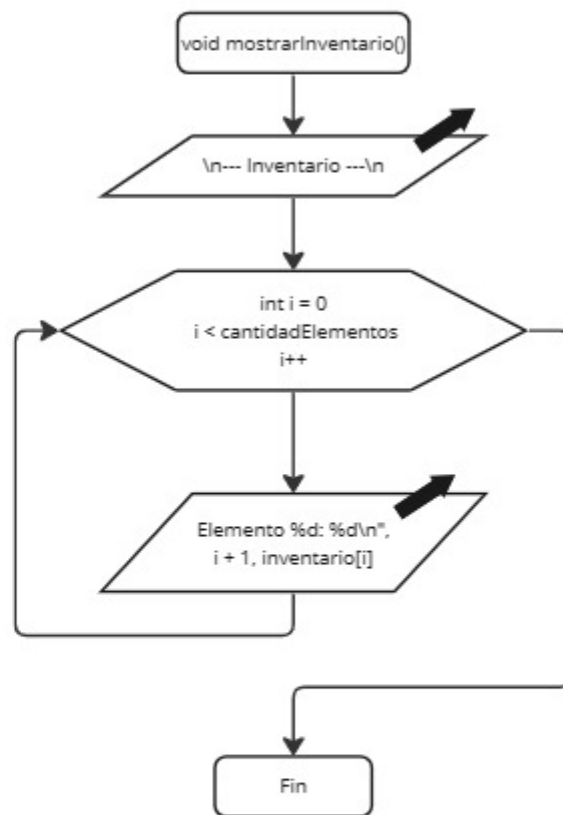 void mostrarInventario()
\n--- Inventario ---\n
int i = 0
i < cantidadElementos
i++
Elemento %d: %d\n",
i + 1, inventario[i]
Fin